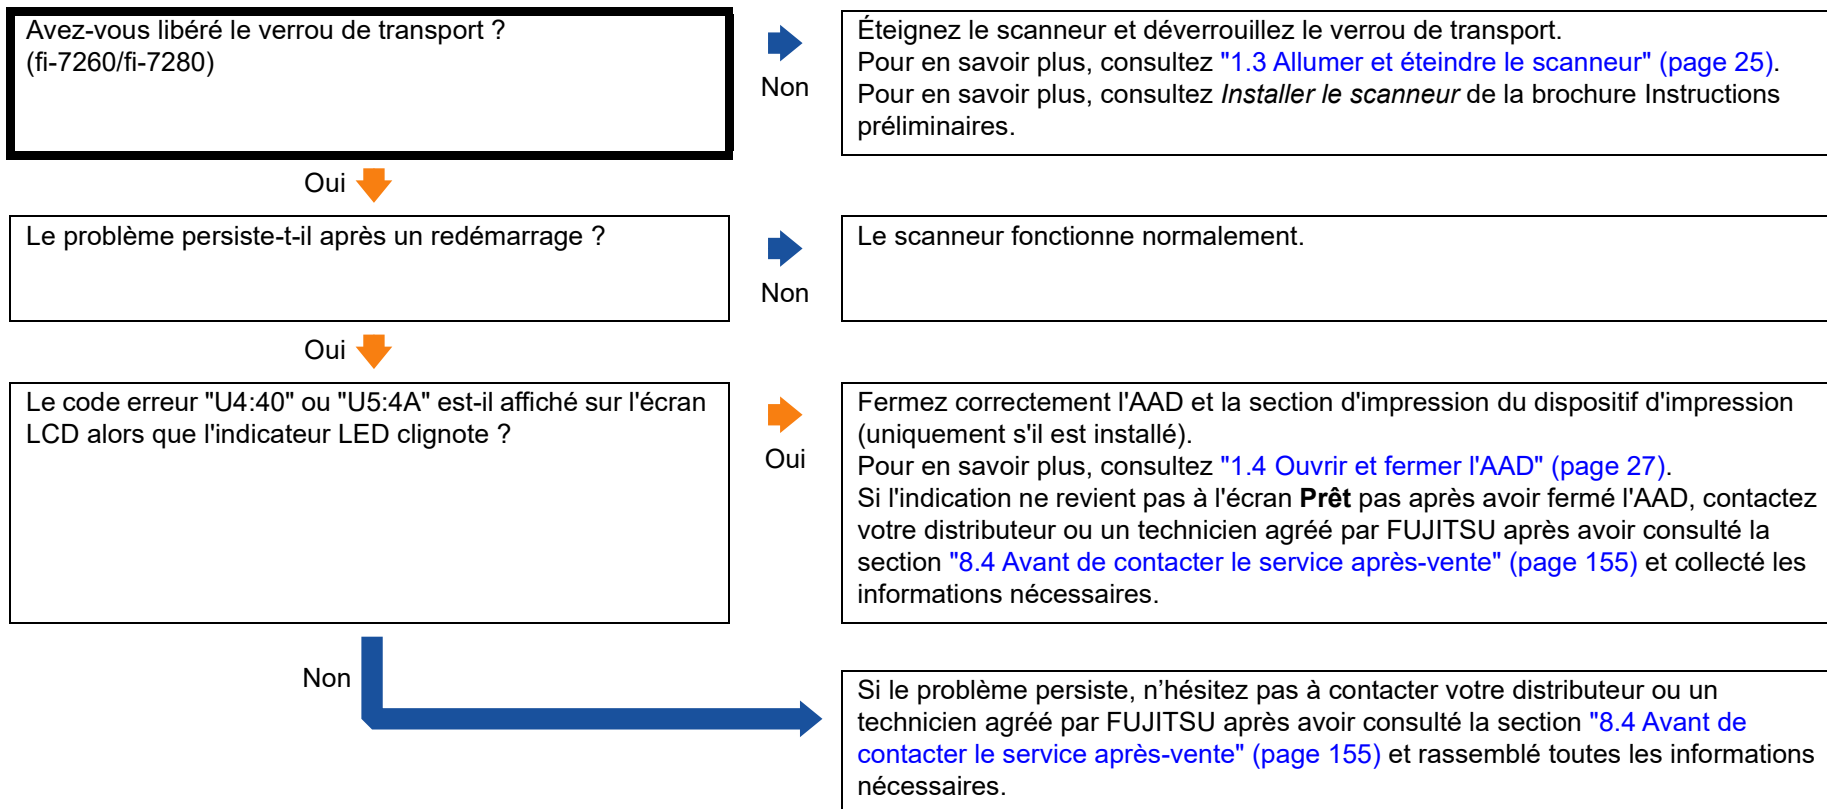 Avez-vous libéré le verrou de transport ?
(fi-7260/fi-7280)
Non
Éteignez le scanneur et déverrouillez le verrou de transport.
Pour en savoir plus, consultez "1.3 Allumer et éteindre le scanneur" (page 25).
Pour en savoir plus, consultez Installer le scanneur de la brochure Instructions
préliminaires.
Oui
Le problème persiste-t-il après un redémarrage ?
Non
Le scanneur fonctionne normalement.
Oui
Le code erreur "U4:40" ou "U5:4A" est-il affiché sur l'écran
LCD alors que l'indicateur LED clignote ?
Oui
Fermez correctement l'AAD et la section d'impression du dispositif d'impression
(uniquement s'il est installé).
Pour en savoir plus, consultez "1.4 Ouvrir et fermer l'AAD" (page 27).
Si l'indication ne revient pas à l'écran Prêt pas après avoir fermé l'AAD, contactez
votre distributeur ou un technicien agréé par FUJITSU après avoir consulté la
section "8.4 Avant de contacter le service après-vente" (page 155) et collecté les
informations nécessaires.
Non
Si le problème persiste, n’hésitez pas à contacter votre distributeur ou un
technicien agréé par FUJITSU après avoir consulté la section "8.4 Avant de
contacter le service après-vente" (page 155) et rassemblé toutes les informations
nécessaires.